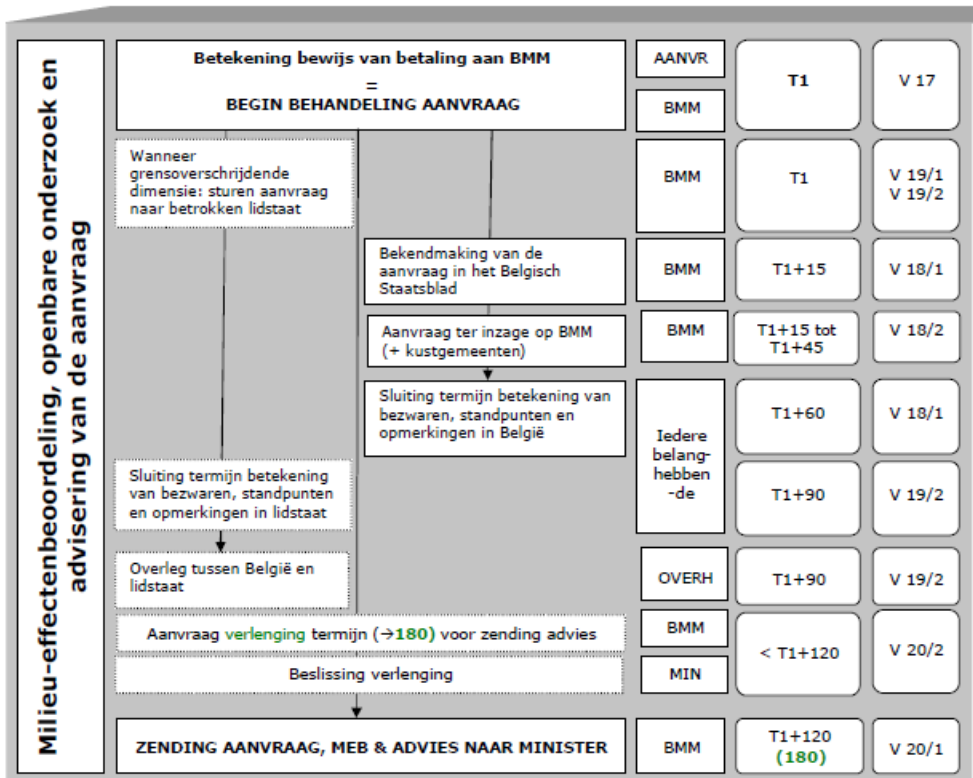 Milieu-effectenbeoordeling, openbare onderzoek en
advisering van de aanvraag
Betekening bewijs van betaling aan BMM
=
BEGIN BEHANDELING AANVRAAG
AANVR
BMM
T1
V 17
Wanneer
grensoverschrijdende
dimensie: sturen aanvraag
naar betrokken lidstaat
BMM
T1
V 19/1
V 19/2
Bekendmaking van de
aanvraag in het Belgisch
Staatsblad
BMM
T1+15
V 18/1
Aanvraag ter inzage op BMM
(+ kustgemeenten)
BMM
T1+15 tot
T1+45
V 18/2
Sluiting termijn betekening van
bezwaren, standpunten en
opmerkingen in België
Iedere
belang-
hebben
-de
T1+60
V 18/1
Sluiting termijn betekening
van bezwaren, standpunten
en opmerkingen in lidstaat
T1+90
V 19/2
Overleg tussen België en
lidstaat
OVERH
T1+90
V 19/2
Aanvraag verlenging termijn (→180) voor zending advies
BMM
< T1+120
V 20/2
Beslissing verlenging
MIN
ZENDING AANVRAAG, MEB & ADVIES NAAR MINISTER
BMM
T1+120
(180)
V 20/1